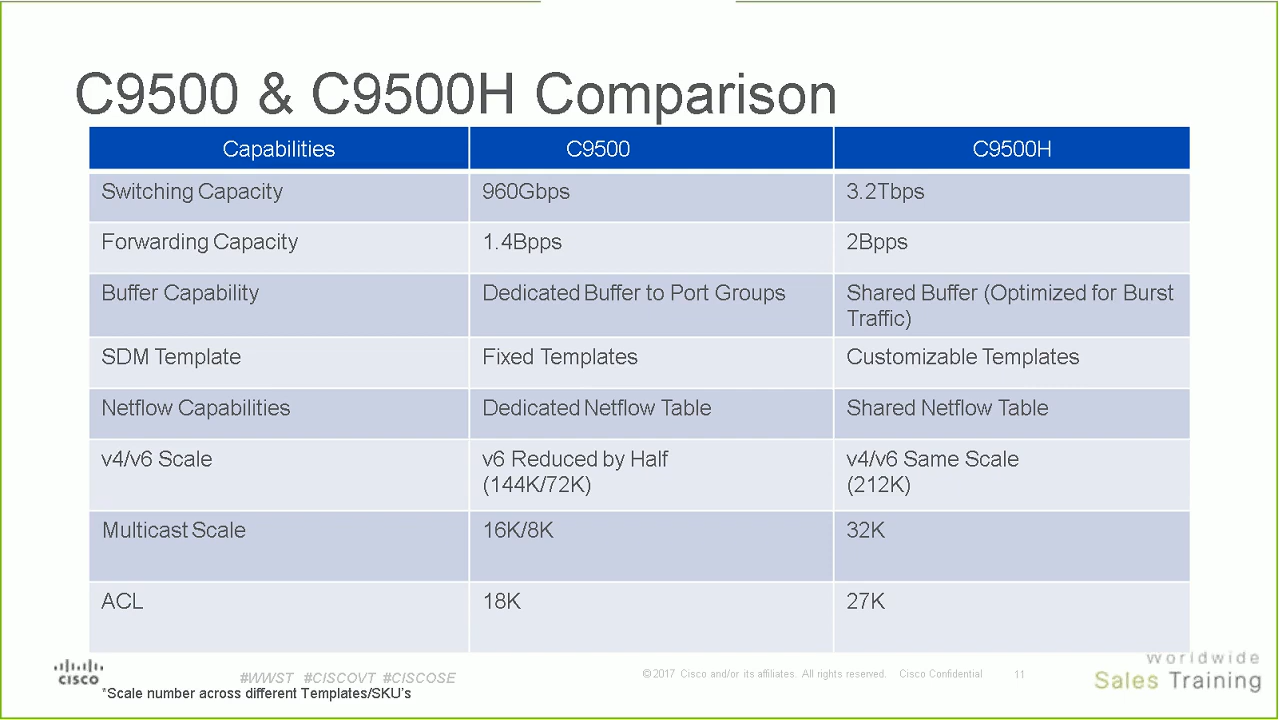 C9500 & C9500H Comparison
Capabilities C9500 C9500H
Switching Capacity 960Gbps 3.2Tbps
Forwarding Capacity 1.4Bpps 2Bpps
Buffer Capability Dedicated Buffer to Port Groups Shared Buffer (Optimized for Burst
Traffic)
SDM Template Fixed Templates Customizable Templates
Netflow Capabilities Dedicated Netflow Table Shared Netflow Table
v4/v6 Scale v6 Reduced by Half v4/v6 Same Scale
(144K/72K) (212K)
Multicast Scale 16K/8K 32K
ACL 18K 27K
CISCO
#WWST #CISCOVT #CISCOSE
*Scale number across different Templates/SKU's
©2017 Cisco and/or its affiliates. All rights reserved. Cisco Confidential 11
worldwide
Sales Training